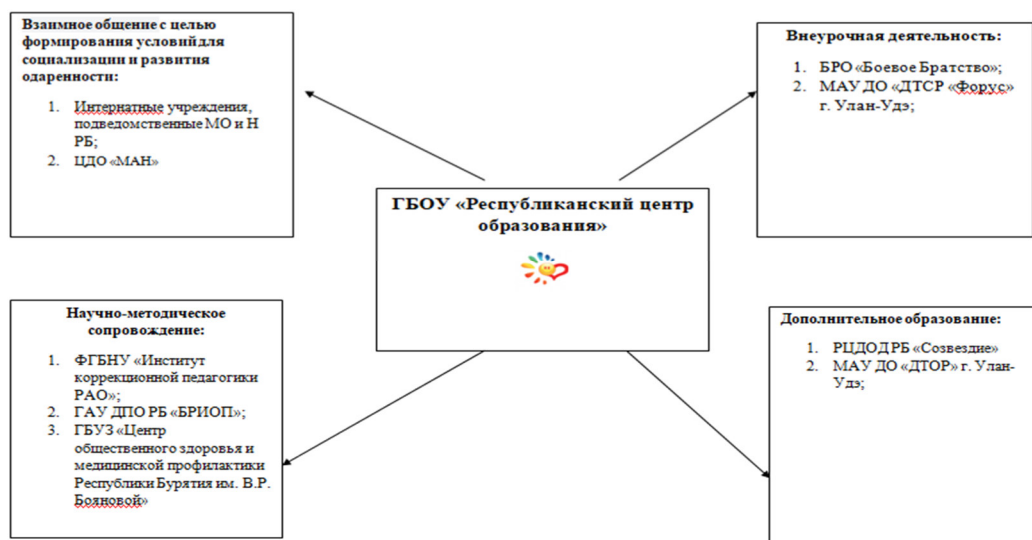 Взаимное общение с целью
формирования условий для
социализации и развития
одаренности:
1. Интернатные учреждения,
подведомственные МО и Н
РБ;
2. ЦДО «МАН»
Внеурочная деятельность:
1. БРО «Боевое Братство»;
2. МАУ ДО «ДТСР «Форус»
г. Улан-Удэ;
ГБОУ «Республиканский центр
образования»
Научно-методическое
сопровождение:
1. ФГБНУ «Институт
коррекционной педагогики
РАО»;
2. ГАУ ДПО РБ «БРИОП»;
3. ГБУЗ «Центр
общественного здоровья и
медицинской профилактики
Республики Бурятия им. В.Р.
Бояновой»
Дополнительное образование:
1. РЦДОД РБ «Созвездие»
2. МАУ ДО «ДТОР» г. Улан-
Удэ;